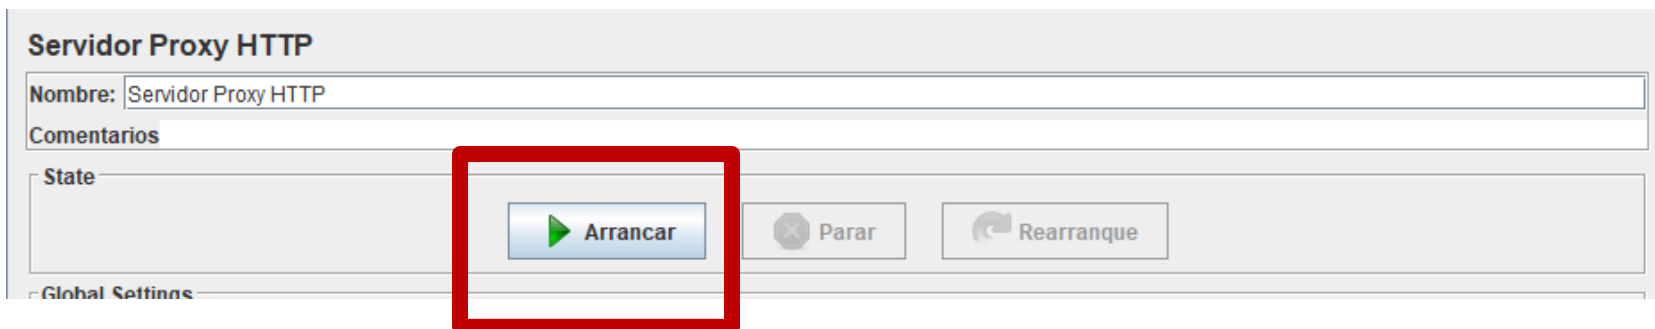 Servidor Proxy HTTP
Nombre: Servidor Proxy HTTP
Comentarios
State
Arrancar Parar Rearranque
Global Settings